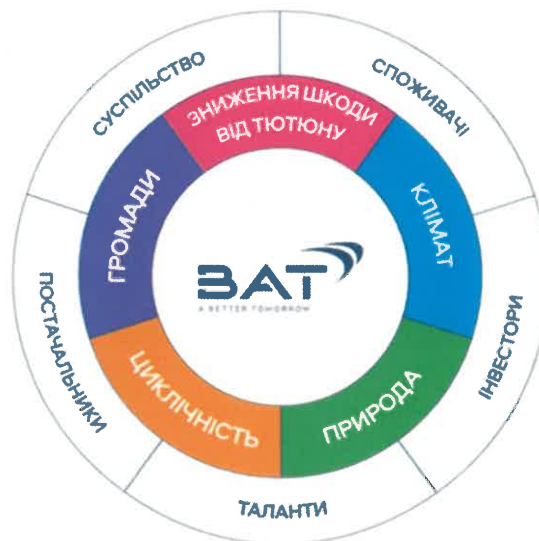 СУСПІЛЬСТВО
СПОЖИВАЧІ
ЗНИЖЕННЯ ШКОДИ
ВІД ТЮТЮНУ
ГРОМАДИ
КЛІМАТ
BAT
A BETTER TOMORROW
ПОСТАЧАЛЬНИКИ
ІНВЕСТОРИ
ЦИКЛІЧНІСТЬ
ПРИРОДА
ТАЛАНТИ